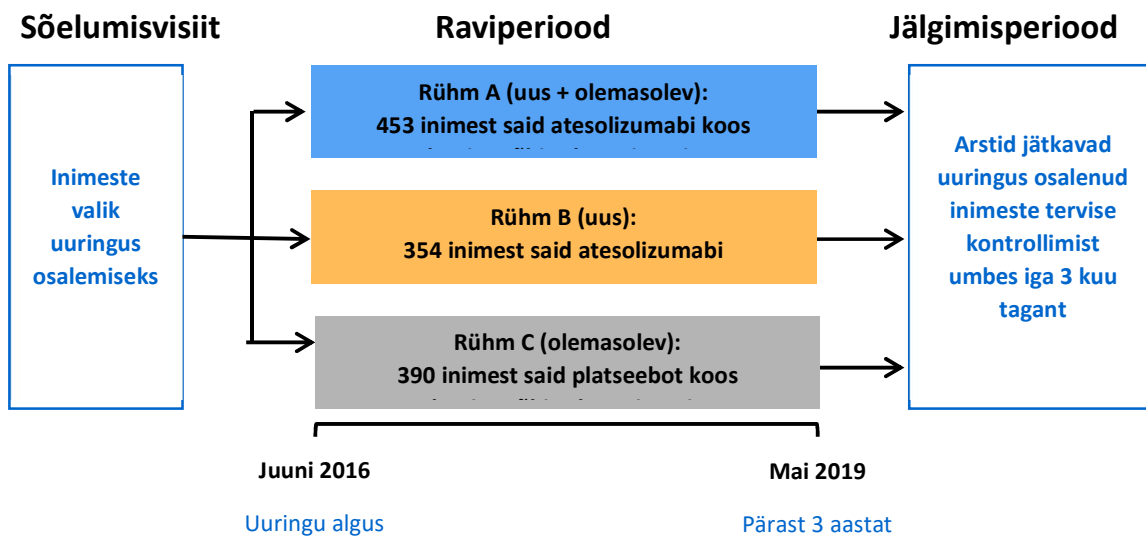 Sõelumisvisiit
Raviperiood
Jälgimisperiood
Inimeste
valik
uuringus
osalemiseks
Rühm A (uus + olemasolev):
453 inimest said atesolizumabi koos
Rühm B (uus):
354 inimest said atesolizumabi
Rühm C (olemasolev):
390 inimest said platseebot koos
Arstid jätkavad
uuringus osalenud
inimeste tervise
kontrollimist
umbes iga 3 kuu
tagant
Juuni 2016
Mai 2019
Uuringu algus
Pärast 3 aastat